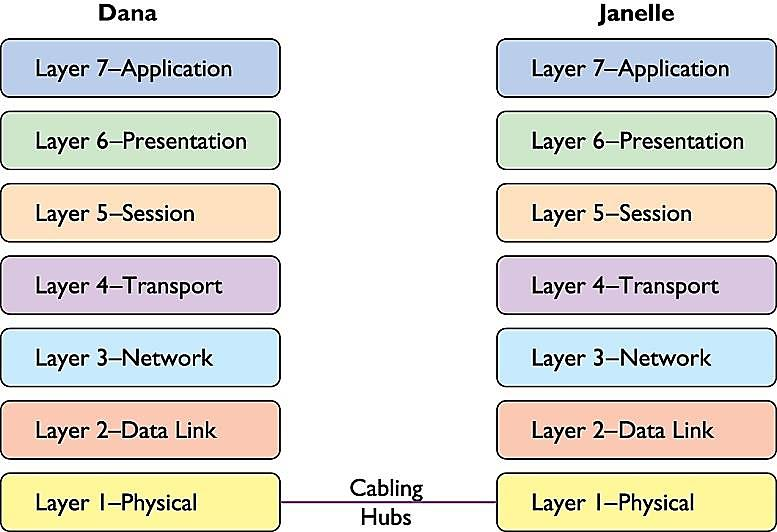 Dana
Janelle
Layer 7–Application
Layer 7–Application
Layer 6–Presentation
Layer 6–Presentation
Layer 5–Session
Layer 5–Session
Layer 4–Transport
Layer 4–Transport
Layer 3–Network
Layer 3–Network
Layer 2–Data Link
Layer 2–Data Link
Layer 1–Physical
Cabling
Hubs
Layer 1–Physical